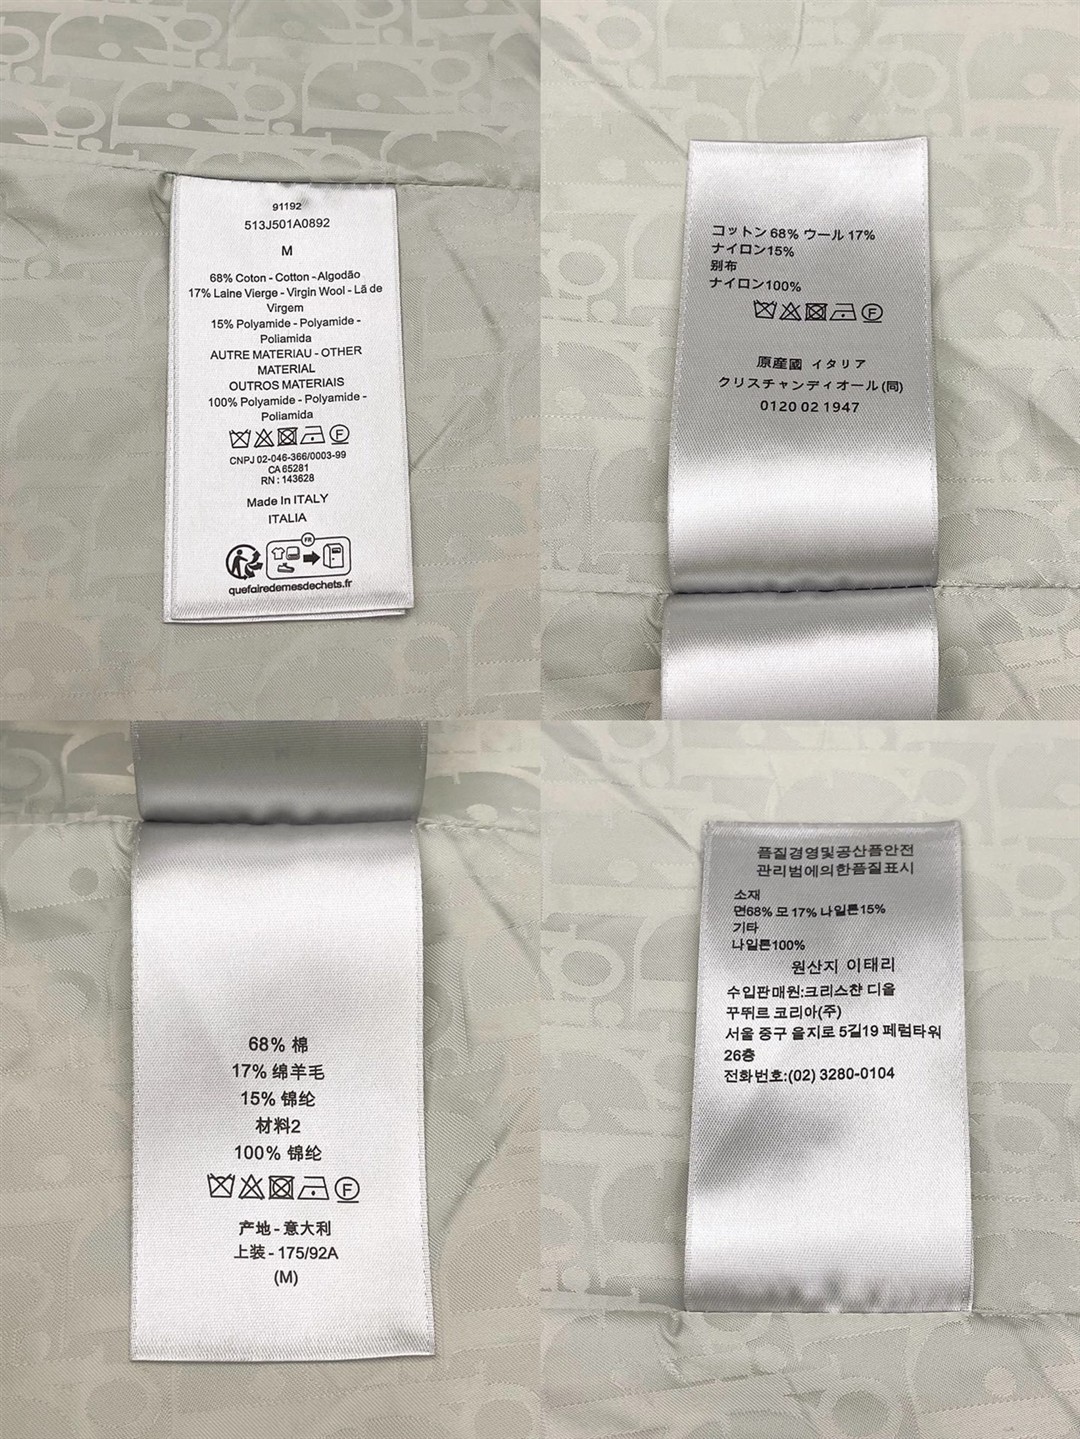 91192
513J501A0892
M
68% Coton - Cotton - Algodão
17% Laine Vierge - Virgin Wool - Lã de
Virgem
15% Polyamide - Polyamide -
Poliamida
AUTRE MATERIAU - OTHER
MATERIAL
OUTROS MATERIAIS
100% Polyamide - Polyamide -
Poliamida
F
CNPJ 02-046-366/0003-99
CA 65281
RN : 143628
Made In ITALY
ITALIA
FR
quefairedemesdechets.fr
コットン 68% ウール 17%
ナイロン15%
別布
ナイロン100%
F
原産國 イタリア
クリスチャンディオール(同)
0120 02 1947
68% 棉
17% 绵羊毛
15% 锦纶
材料2
100% 锦纶
F
产地 - 意大利
上装 - 175/92A
(M)
품질경영및공산품안전
관리범에의한품질표시
소재
면68% 모 17% 나일론15%
기타
나일론100%
원산지 이태리
수입판매원:크리스챤 디올
꾸뛰르 코리아(주)
서울 중구 을지로 5길19 페럼타워
26층
전화번호:(02) 3280-0104